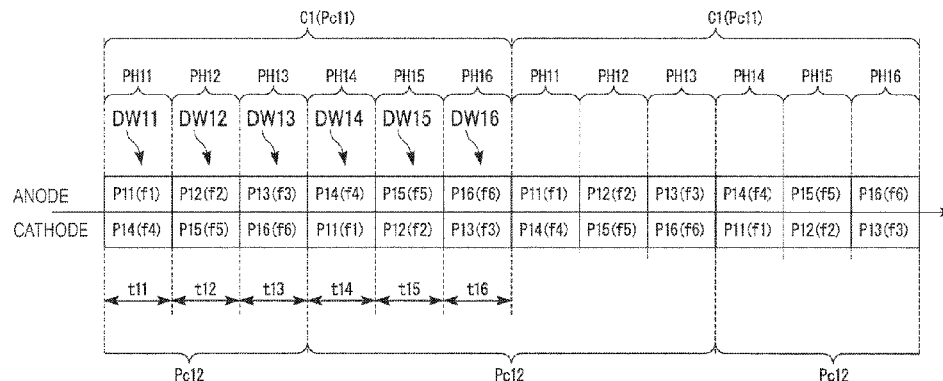 C1(Pc11) C1(Pc11)
PH11 PH12 PH13 PH14 PH15 PH16 PH11 PH12 PH13 PH14 PH15 PH16
DW11 DW12 DW13 DW14 DW15 DW16
ANODE P11(f1) P12(f2) P13(f3) P14(f4) P15(f5) P16(f6) P11(f1) P12(f2) P13(f3) P14(f4) P15(f5) P16(f6)
CATHODE P14(f4) P15(f5) P16(f6) P11(f1) P12(f2) P13(f3) P14(f4) P15(f5) P16(f6) P11(f1) P12(f2) P13(f3)
t11 t12 t13 t14 t15 t16
Pc12 Pc12 Pc12